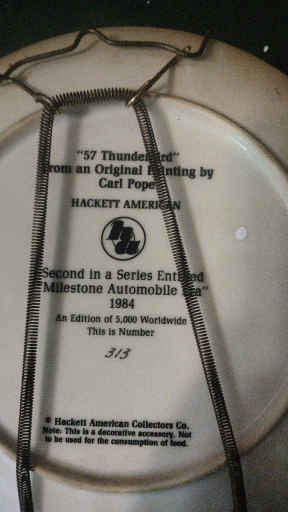 "57 Thunderbird"
From an Original Painting by
Carl Pope
HACKETT AMERICAN
Second in a Series Entitled
"Milestone Automobile
1984
An Edition of 5,000 Worldwide
This is Number
313
© Hackett American Collectors Co.
Note: This is a decorative accessory. Not
to be used for the consumption of food.